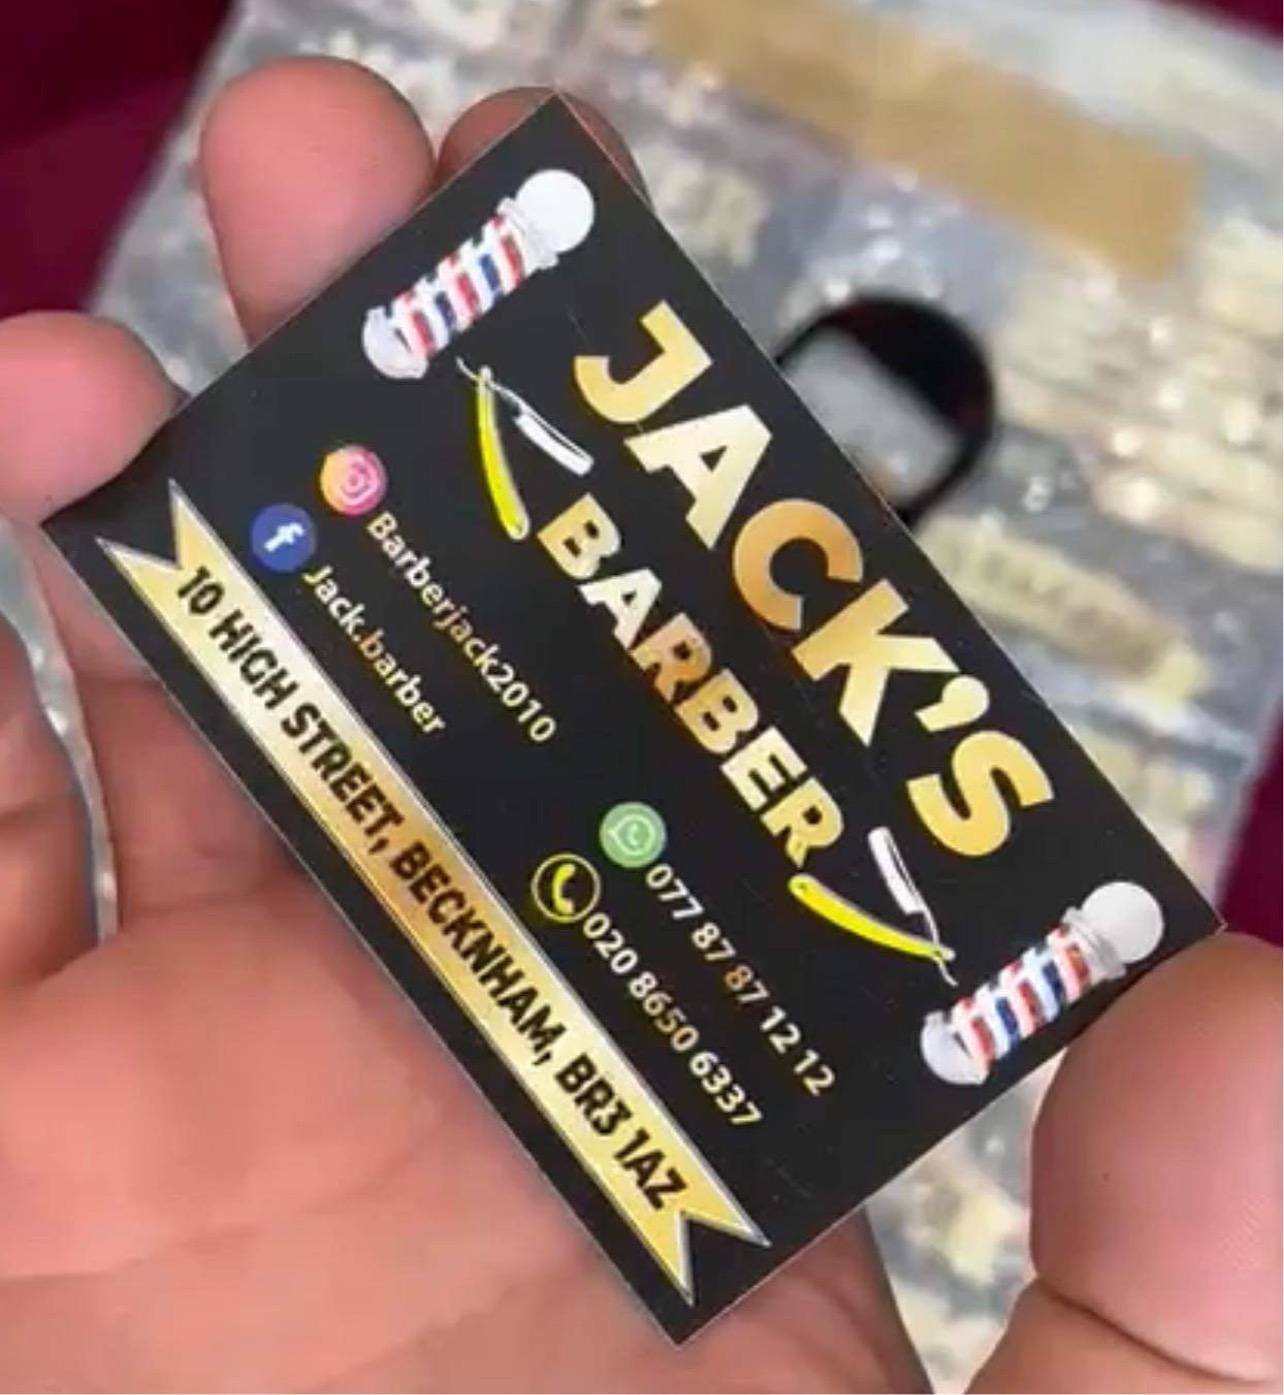 JACK'S
BARBER
Barberjack2010
Jack.barber
077 87 87 12 12
020 8650 6337
10 HIGH STREET, BECKNHAM, BR3 1AZ